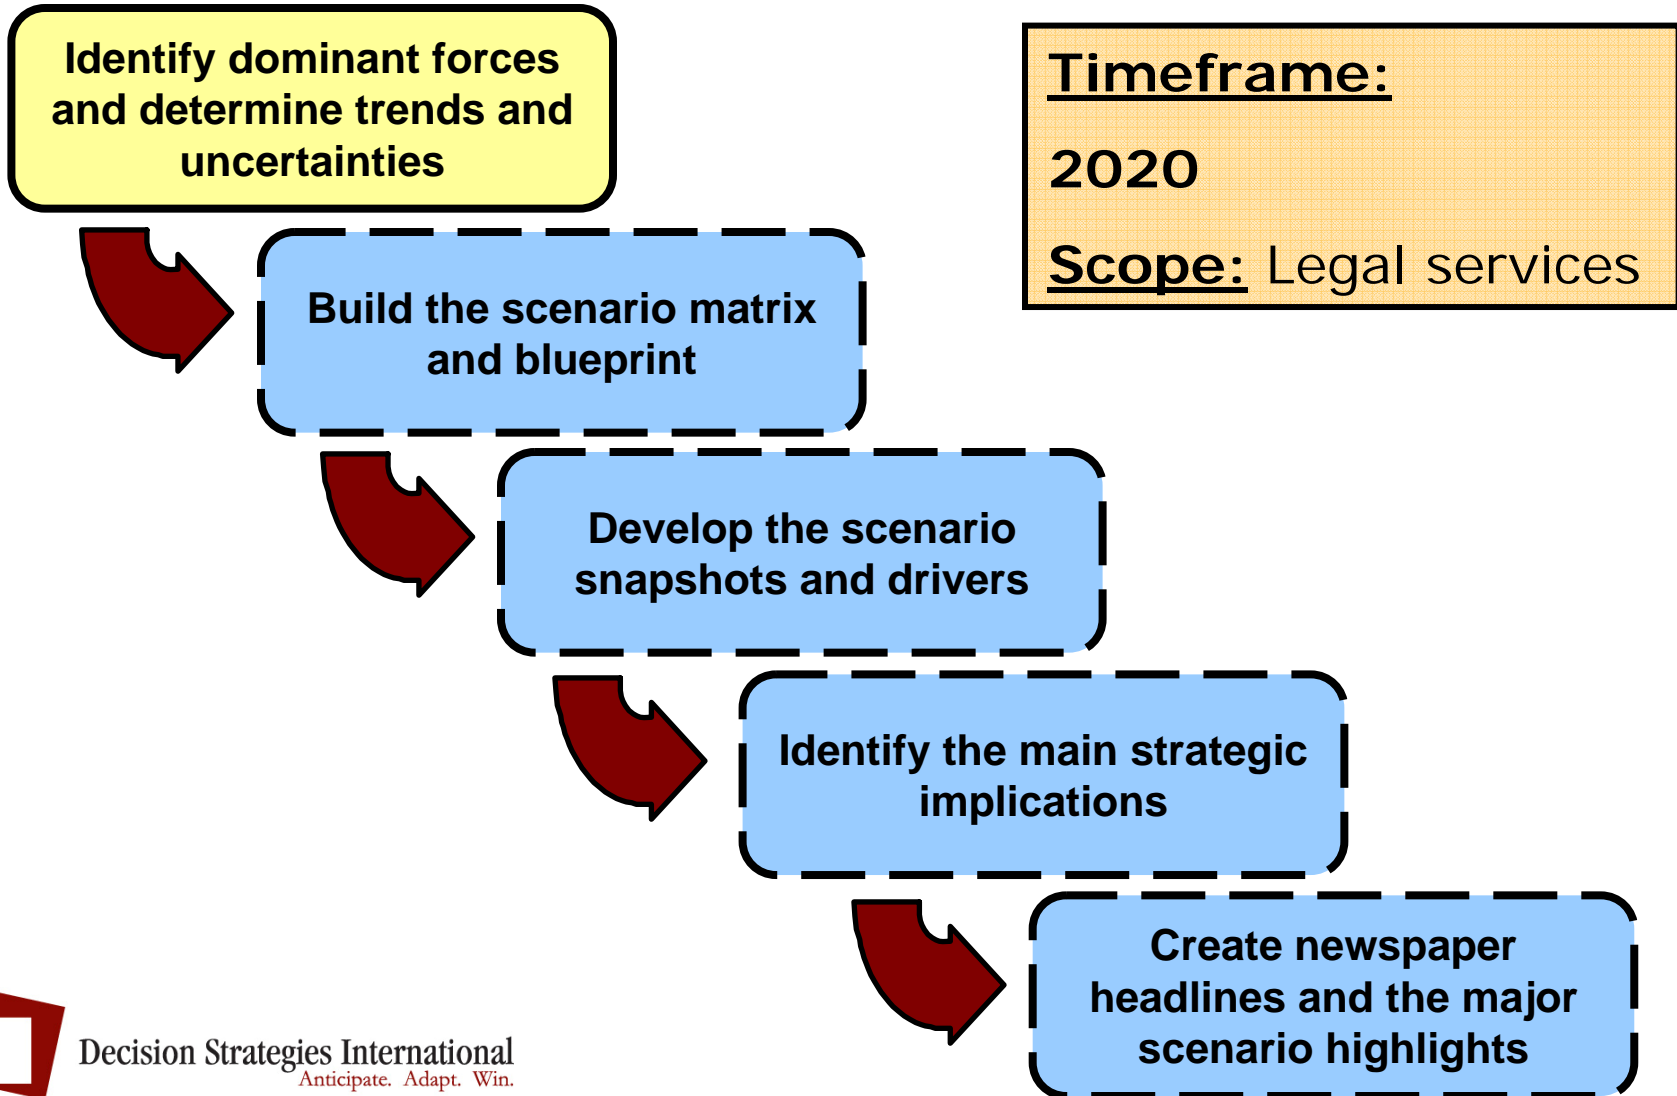 Identify dominant forces
and determine trends and
uncertainties
Timeframe:
2020
Scope: Legal services
Build the scenario matrix
and blueprint
Develop the scenario
snapshots and drivers
Identify the main strategic
implications
Create newspaper
headlines and the major
scenario highlights
Decision Strategies International
Anticipate. Adapt. Win.